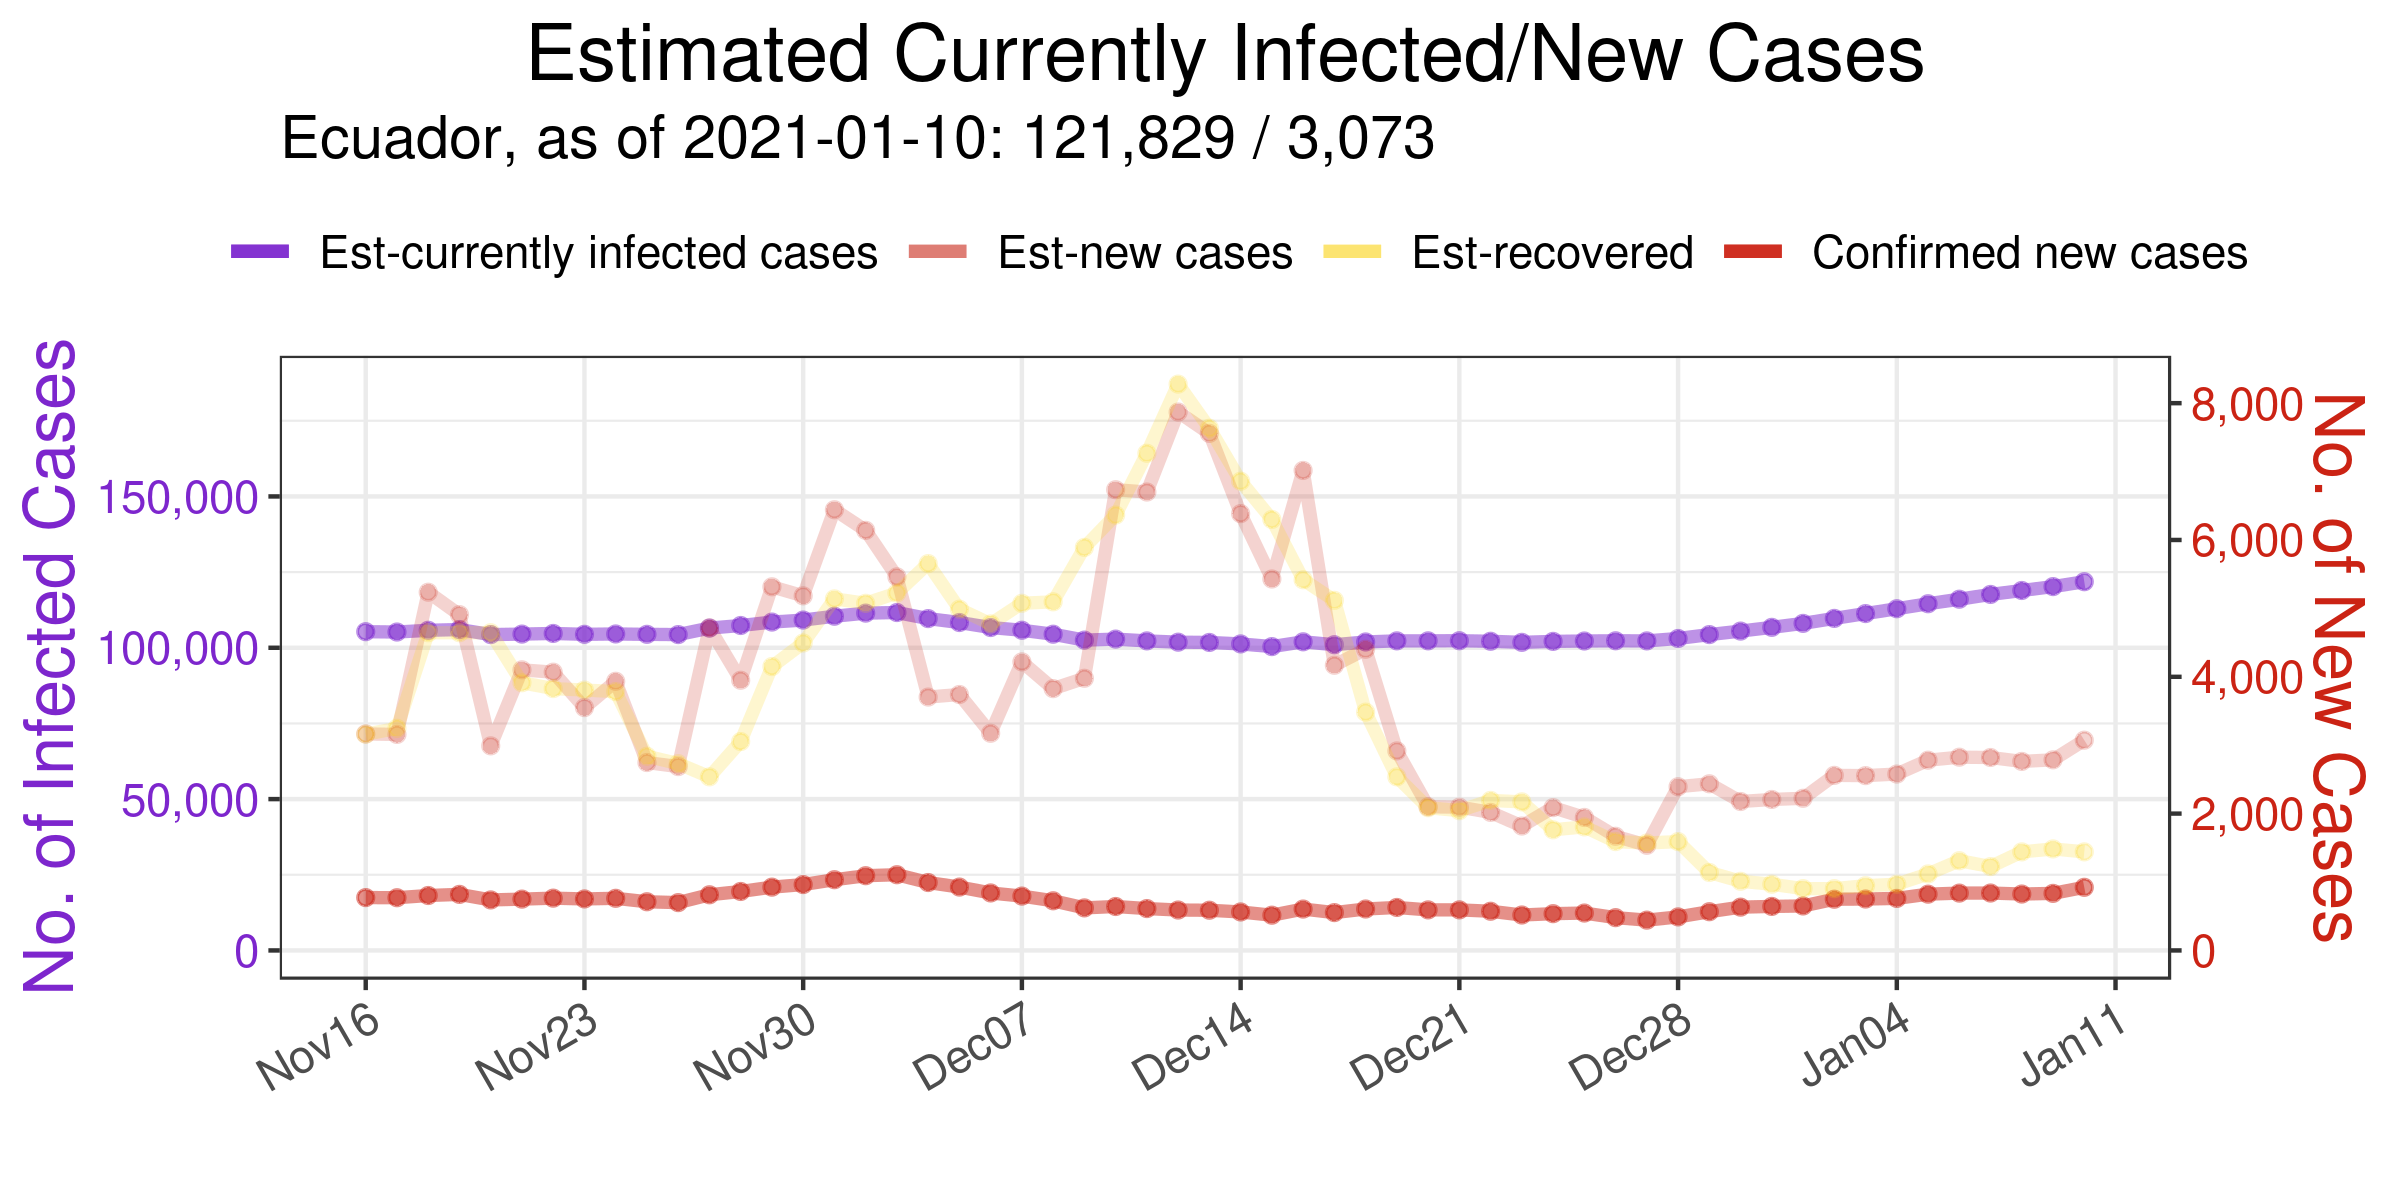 Estimated Currently Infected/New Cases
Ecuador, as of 2021-01-10: 121,829 / 3,073
Est-currently infected cases
Est-new cases
Est-recovered
Confirmed new cases
No. of Infected Cases
150,000
100,000
50,000
0
8,000
6,000
4,000
2,000
0
No. of New Cases
Nov16
Nov23
Nov30
Dec07
Dec14
Dec21
Dec28
Jan04
Jan11